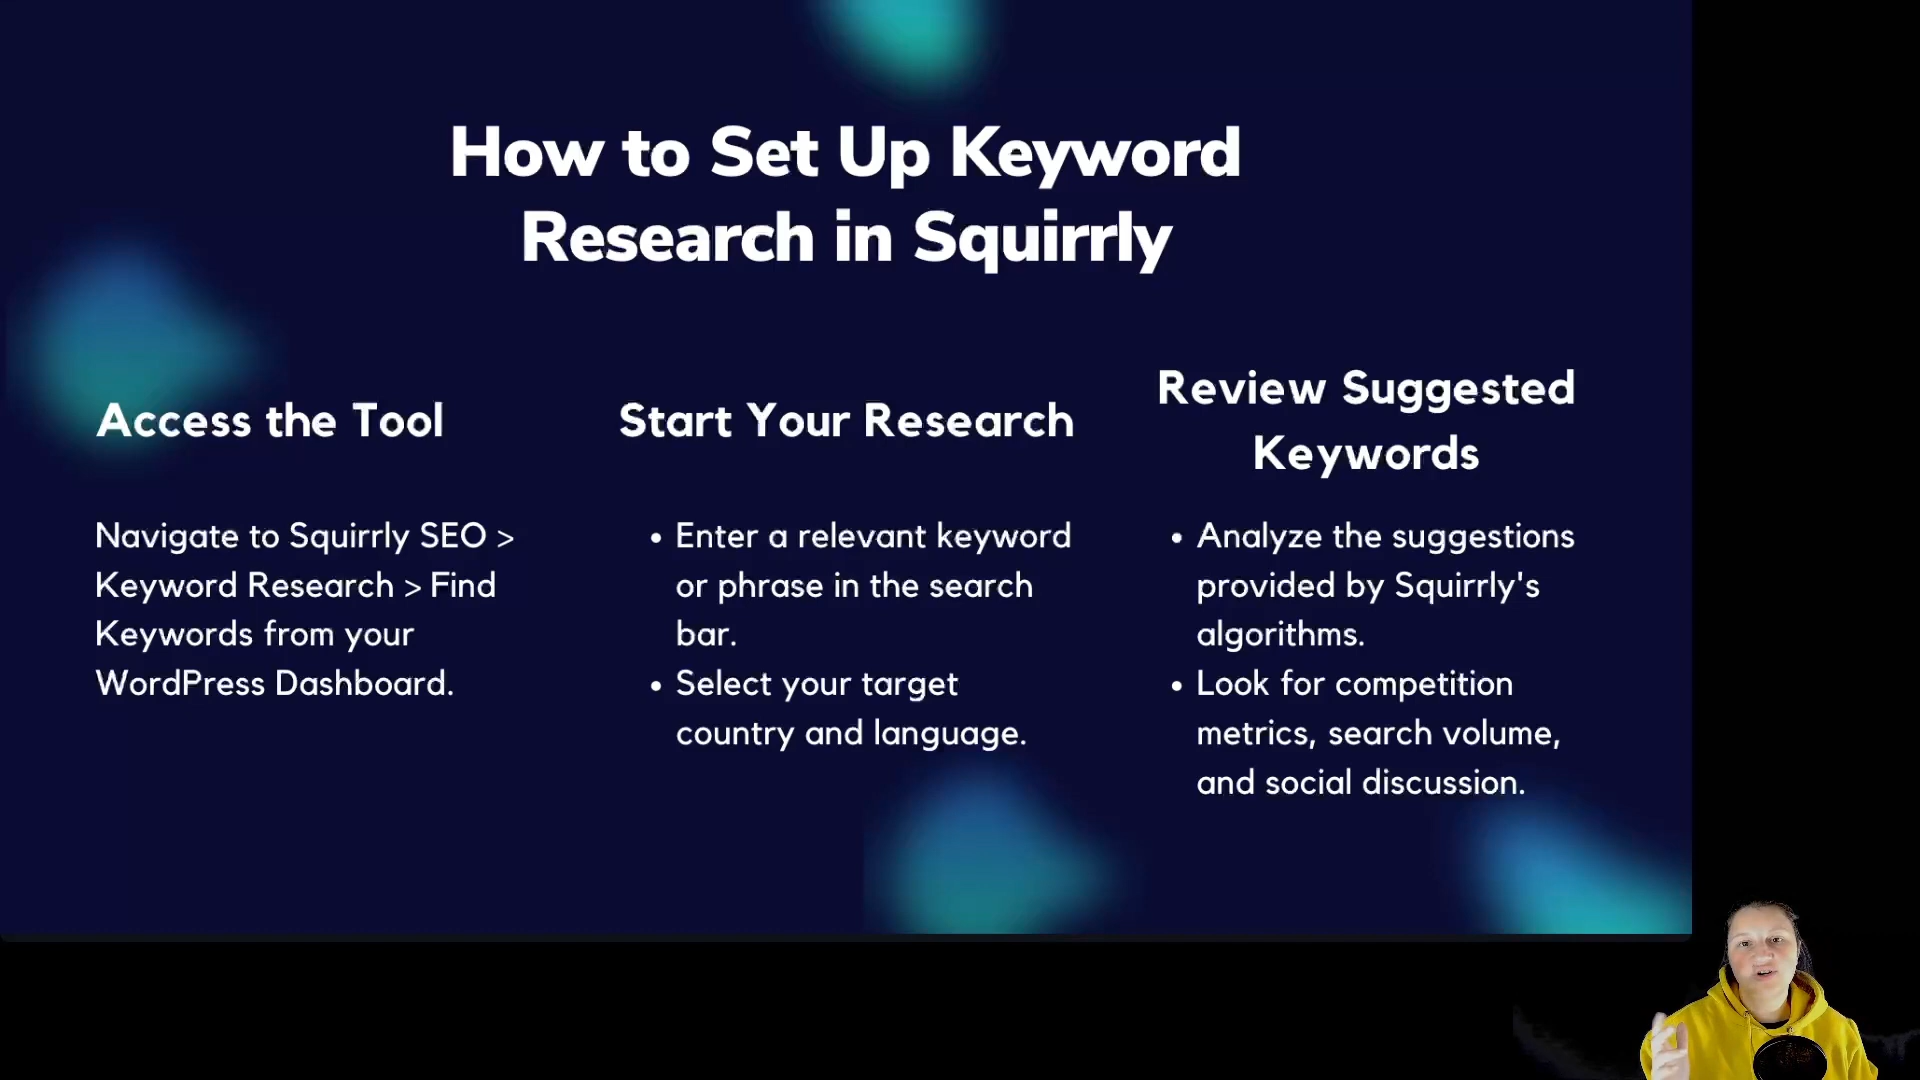 How to Set Up Keyword
Research in Squirrly
Access the Tool
Navigate to Squirrly SEO >
Keyword Research > Find
Keywords from your
WordPress Dashboard.
Start Your Research
• Enter a relevant keyword
or phrase in the search
bar.
• Select your target
country and language.
Review Suggested
Keywords
• Analyze the suggestions
provided by Squirrly's
algorithms.
• Look for competition
metrics, search volume,
and social discussion.